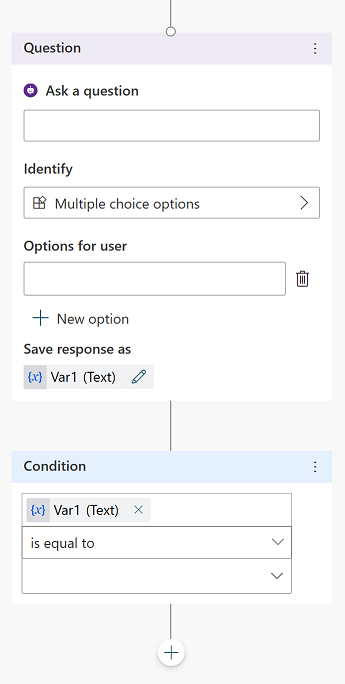 Question
Ask a question
Identify
Multiple choice options
Options for user
New option
Save response as
{x} Var1 (Text)
Condition
{x} Var1 (Text)
is equal to